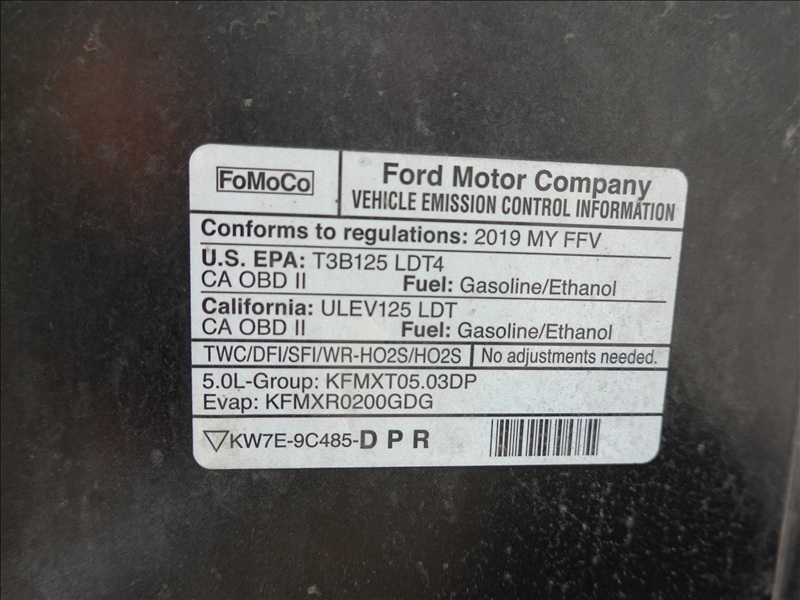 FoMoCo
Ford Motor Company
VEHICLE EMISSION CONTROL INFORMATION
Conforms to regulations: 2019 MY FFV
U.S. EPA: T3B125 LDT4
CA OBD II Fuel: Gasoline/Ethanol
California: ULEV125 LDT
CA OBD II Fuel: Gasoline/Ethanol
TWC/DFI/SFI/WR-HO2S/HO2S No adjustments needed.
5.0L-Group: KFMXT05.03DP
Evap: KFMXR0200GDG
KW7E-9C485-DPR